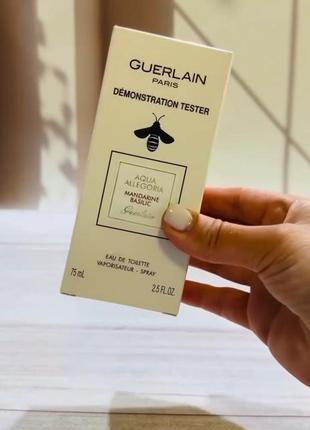 GUERLAIN
PARIS
DÉMONSTRATION TESTER
AQUA
ALLEGORIA
MANDARINE
BASILIC
Guerlain
EAU DE TOILETTE
VAPORISATEUR - SPRAY
75 mL 2.5 FL.OZ.